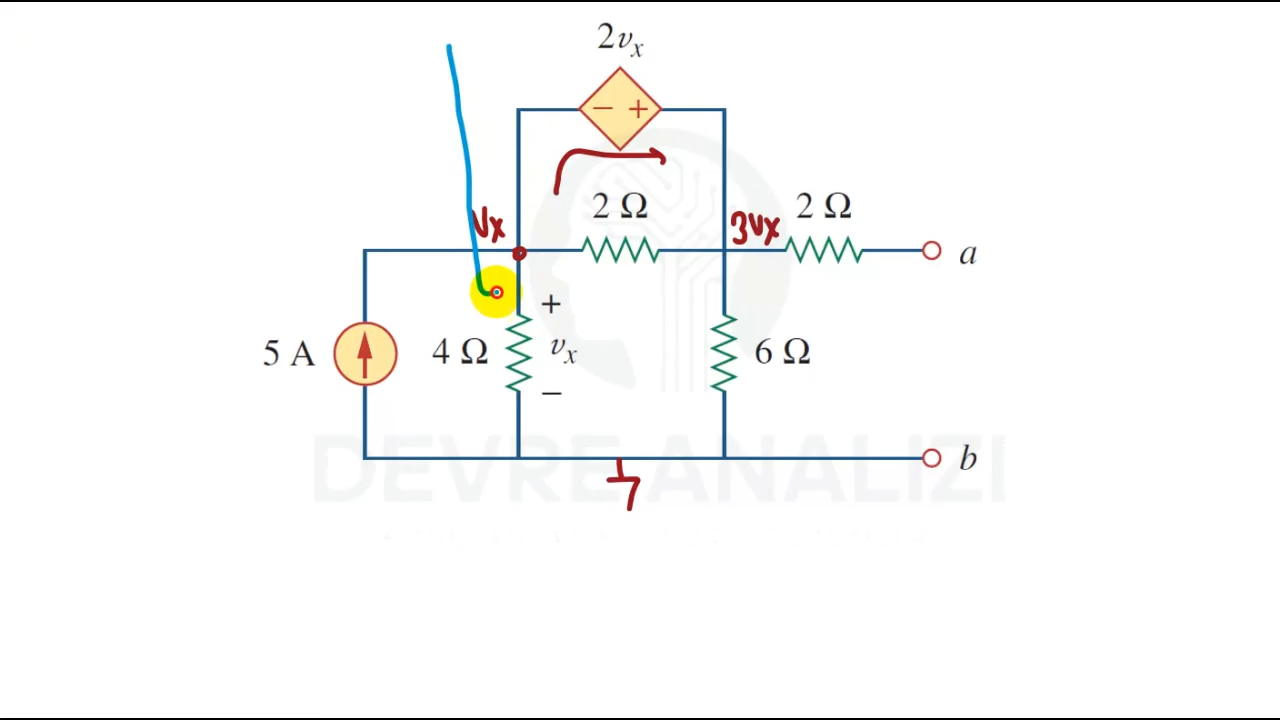 2vₓ
− +
2 Ω
2 Ω
Vx
3Vx
a
+
5 A
4 Ω
vₓ
6 Ω
−
b
DEVRE ANALIZI